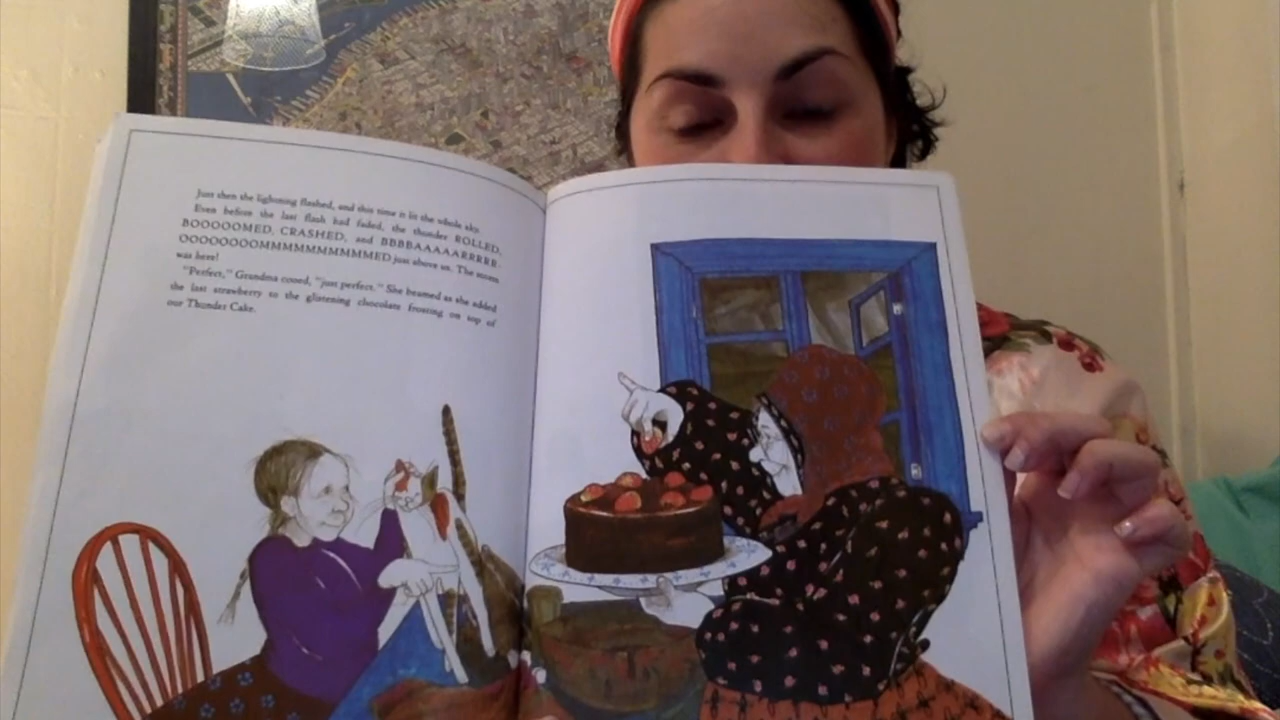 Just then the lightning flashed, and this time it lit the whole sky.
Even before the last flash had faded, the thunder ROLLED,
BOOOOOMED, CRASHED, and BBBBAAAAARRRRR-
OOOOOOOOMMMMMMMMMMED just above us. The storm
was here!
"Perfect," Grandma cooed, "just perfect." She beamed as she added
the last strawberry to the glistening chocolate frosting on top of
our Thunder Cake.